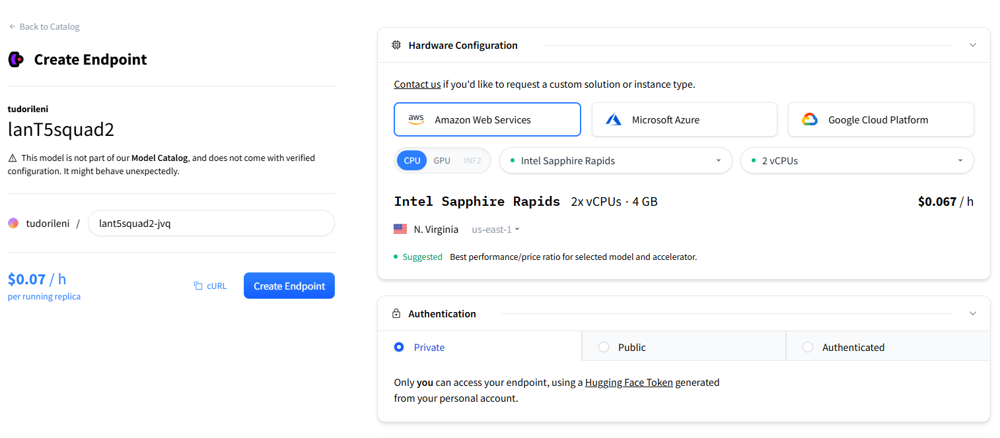 ← Back to Catalog
Create Endpoint
tudorileni
lanT5squad2
⚠ This model is not part of our Model Catalog, and does not come with verified
configuration. It might behave unexpectedly.
tudorileni / lant5squad2-jvq
$0.07 / h
per running replica
cURL
Create Endpoint
Hardware Configuration
Contact us if you'd like to request a custom solution or instance type.
aws Amazon Web Services
Microsoft Azure
Google Cloud Platform
CPU GPU INF2
Intel Sapphire Rapids
2 vCPUs
Intel Sapphire Rapids 2x vCPUs · 4 GB $0.067 / h
N. Virginia us-east-1
Suggested Best performance/price ratio for selected model and accelerator.
Authentication
Private
Public
Authenticated
Only you can access your endpoint, using a Hugging Face Token generated
from your personal account.